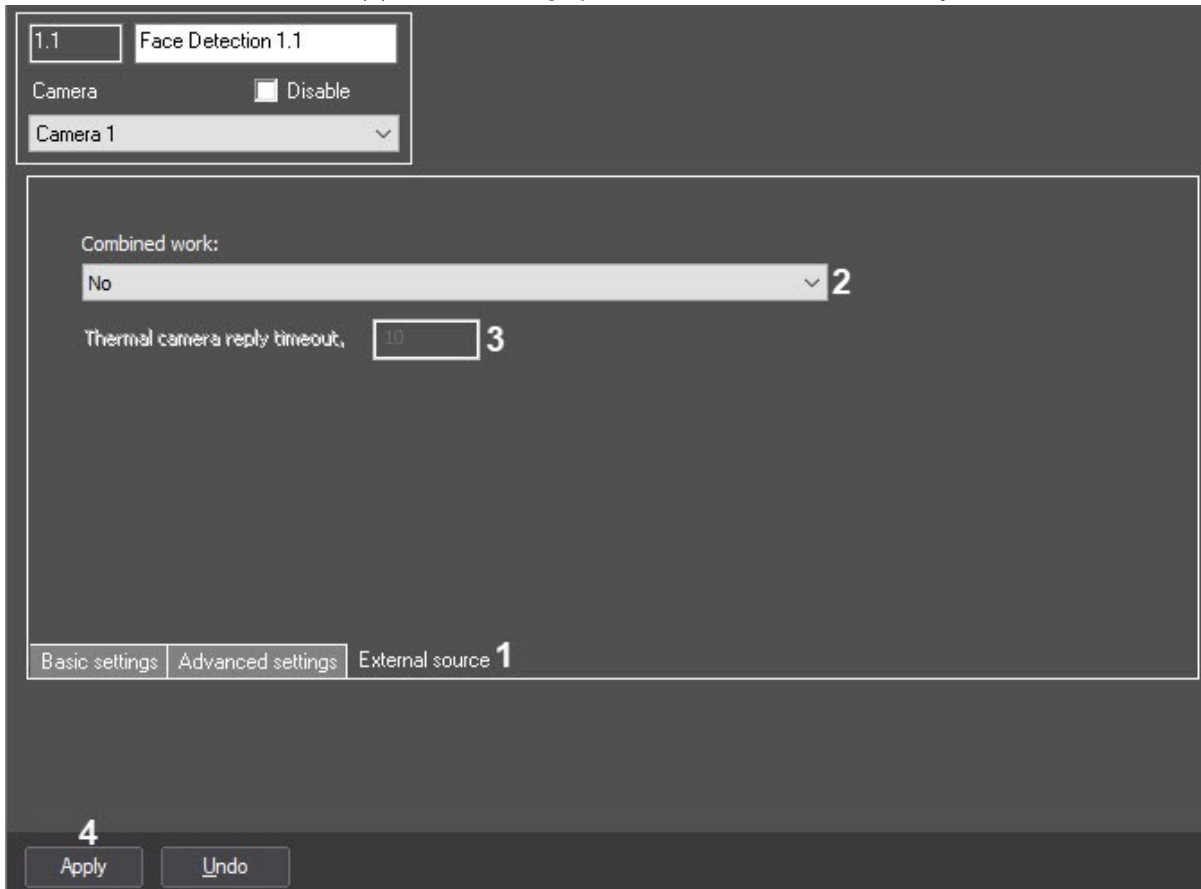 1.1 Face Detection 1.1
Camera Disable
Camera 1
Combined work:
No 2
Thermal camera reply timeout, 10 3
Basic settings Advanced settings External source 1
4
Apply Undo